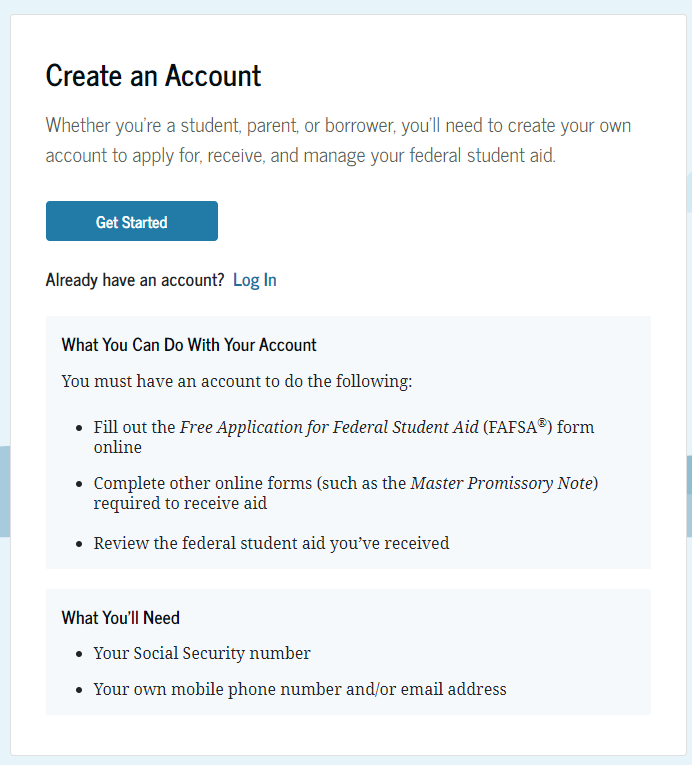 Create an Account
Whether you’re a student, parent, or borrower, you’ll need to create your own
account to apply for, receive, and manage your federal student aid.
Get Started
Already have an account? Log In
What You Can Do With Your Account
You must have an account to do the following:
• Fill out the Free Application for Federal Student Aid (FAFSA®) form
online
• Complete other online forms (such as the Master Promissory Note)
required to receive aid
• Review the federal student aid you’ve received
What You’ll Need
• Your Social Security number
• Your own mobile phone number and/or email address